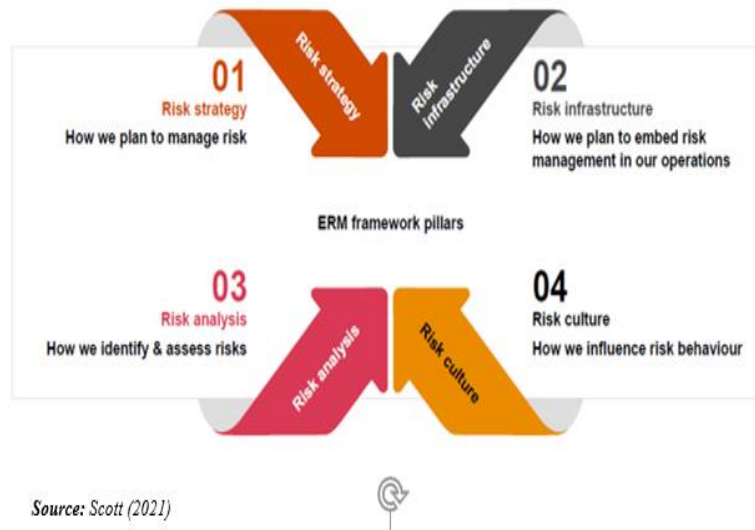 Risk strategy
Risk infrastructure
01
Risk strategy
How we plan to manage risk
02
Risk infrastructure
How we plan to embed risk
management in our operations
ERM framework pillars
03
Risk analysis
How we identify & assess risks
04
Risk culture
How we influence risk behaviour
Risk analysis
Risk culture
Source: Scott (2021)